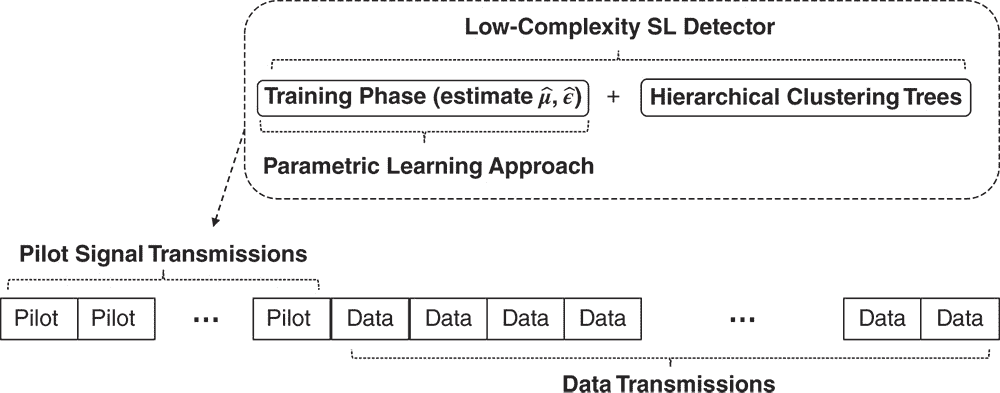 Low-Complexity SL Detector
Training Phase (estimate μ̂, ϵ̂) + Hierarchical Clustering Trees
Parametric Learning Approach
Pilot Signal Transmissions
Pilot Pilot ... Pilot Data Data Data Data ... Data Data
Data Transmissions